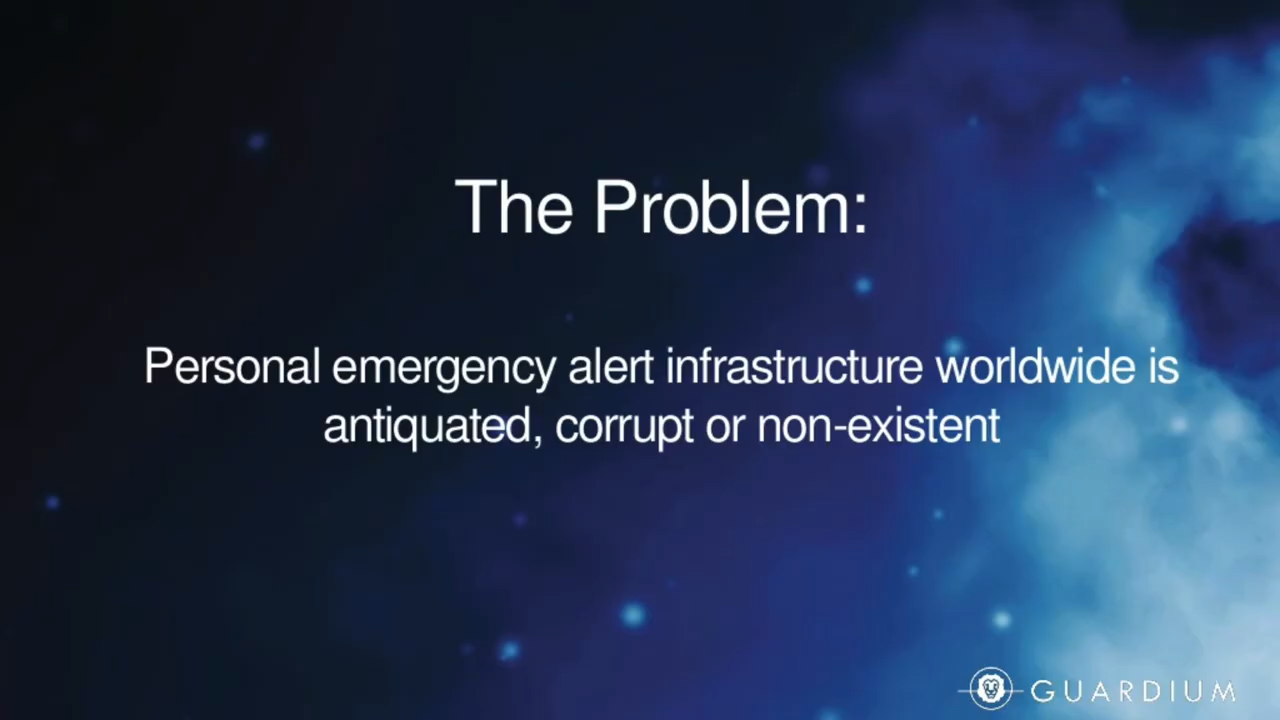 The Problem:
Personal emergency alert infrastructure worldwide is
antiquated, corrupt or non-existent
GUARDIUM